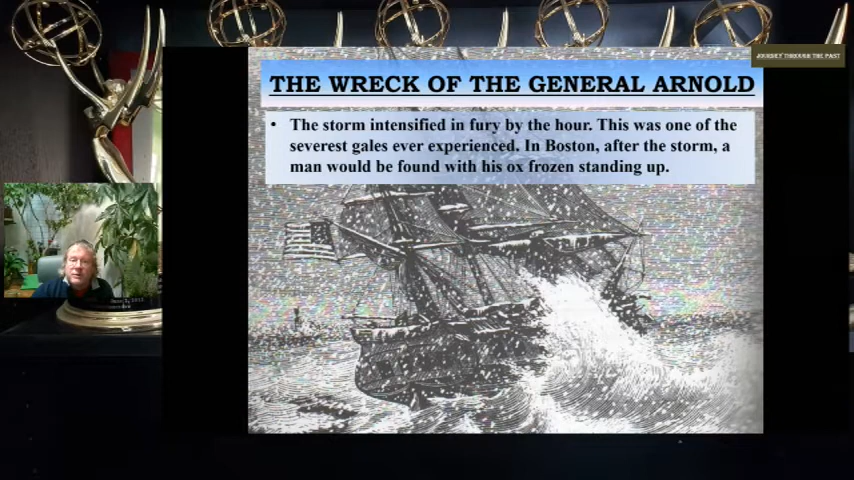 JOURNEY THROUGH THE PAST
THE WRECK OF THE GENERAL ARNOLD
• The storm intensified in fury by the hour. This was one of the
severest gales ever experienced. In Boston, after the storm, a
man would be found with his ox frozen standing up.